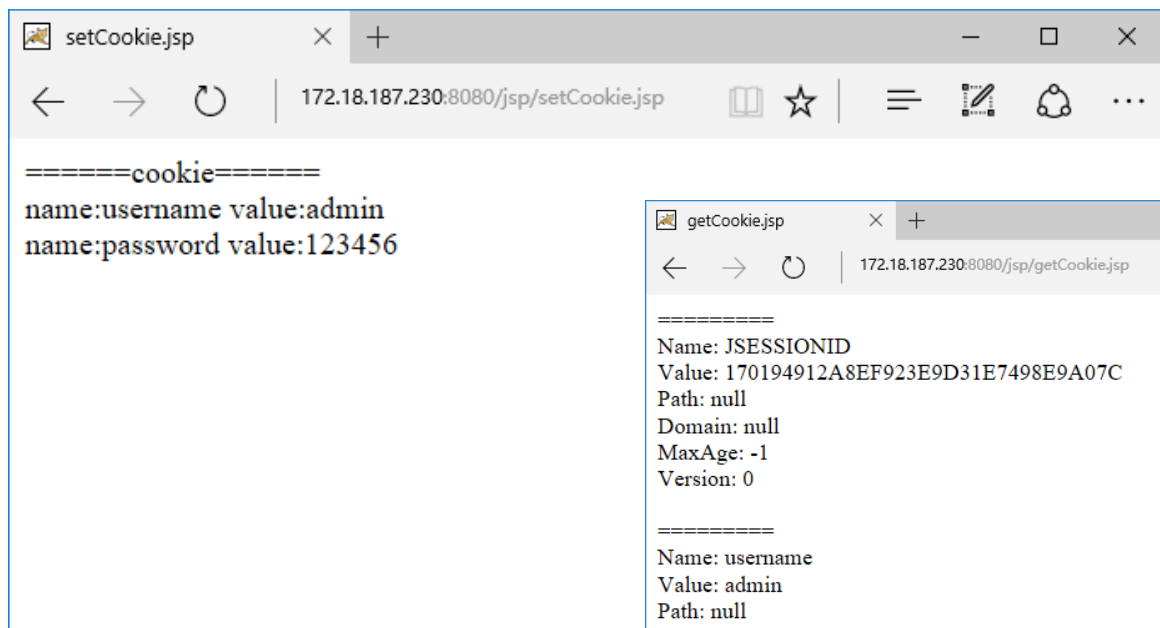 setCookie.jsp
172.18.187.230:8080/jsp/setCookie.jsp
======cookie======
name:username value:admin
name:password value:123456
getCookie.jsp
172.18.187.230:8080/jsp/getCookie.jsp
=========
Name: JSESSIONID
Value: 170194912A8EF923E9D31E7498E9A07C
Path: null
Domain: null
MaxAge: -1
Version: 0
=========
Name: username
Value: admin
Path: null